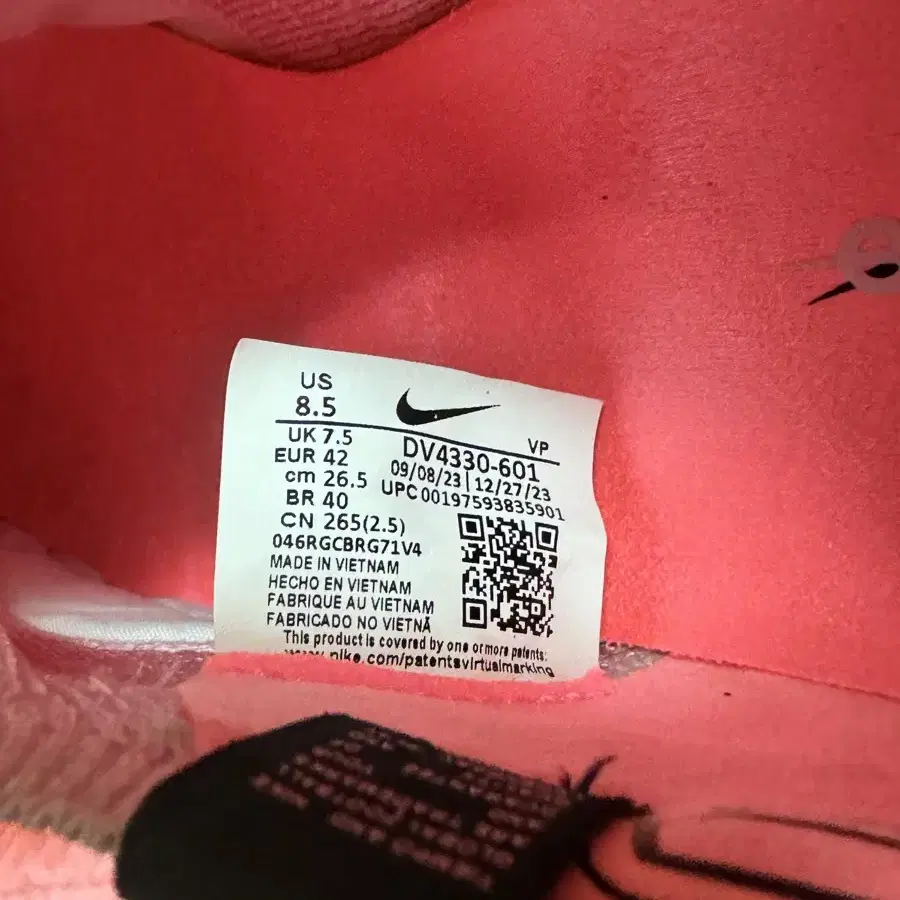 US
8.5
UK 7.5
EUR 42
cm 26.5
BR 40
CN 265(2.5)
VP
DV4330-601
09/08/23 | 12/27/23
UPC 00197593835901
046RGCBRG71V4
MADE IN VIETNAM
HECHO EN VIETNAM
FABRIQUE AU VIETNAM
FABRICADO NO VIETNÃ
This product is covered by one or more patents:
nike.com/patentsvirtualmarking